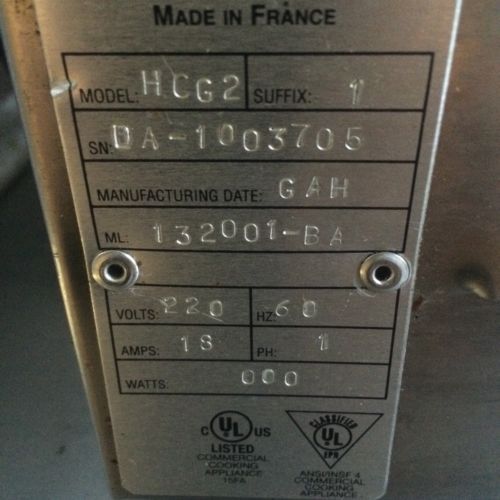 MADE IN FRANCE
MODEL: HCG2 SUFFIX: 1
SN: DA-1003705
MANUFACTURING DATE: GAH
ML: 132001-BA
VOLTS: 220 HZ: 60
AMPS: 18 PH: 1
WATTS: 000
C UL US
LISTED
COMMERCIAL
COOKING
APPLIANCE
15FA
CLASSIFIED
UL
EPH
ANSI/NSF 4
COMMERCIAL
COOKING
APPLIANCE